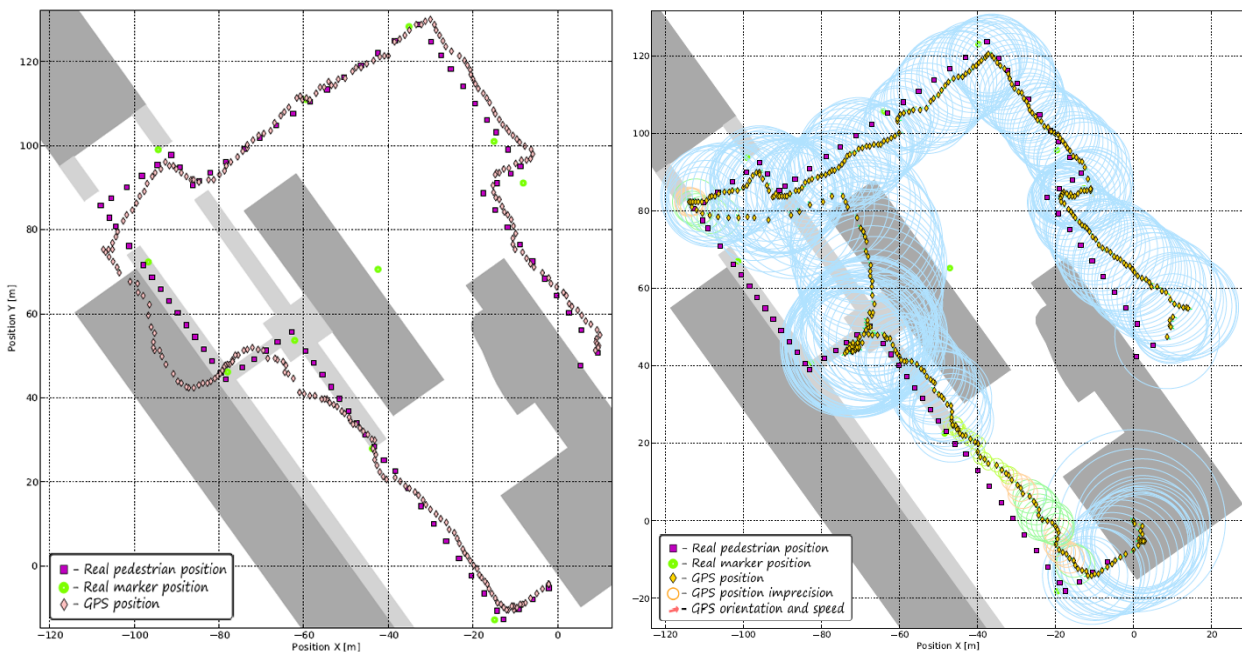 120
100
80
60
40
20
0
Position Y [m]
- Real pedestrian position
- Real marker position
- GPS position
−120
−100
−80
−60
−40
−20
0
Position X [m]
120
100
80
60
40
20
0
−20
- Real pedestrian position
- Real marker position
- GPS position
- GPS position imprecision
- GPS orientation and speed
−120
−100
−80
−60
−40
−20
0
20
Position X [m]